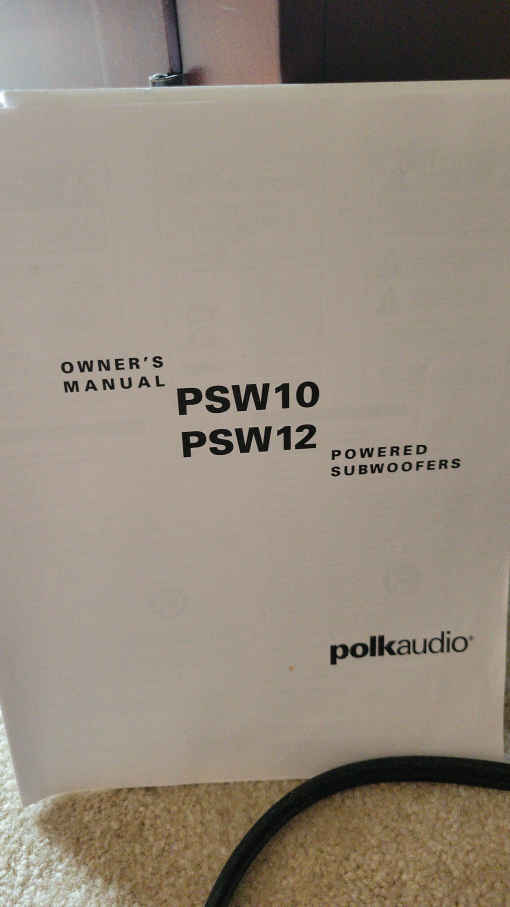 OWNER'S
MANUAL
PSW10
PSW12
POWERED
SUBWOOFERS
polkaudio®